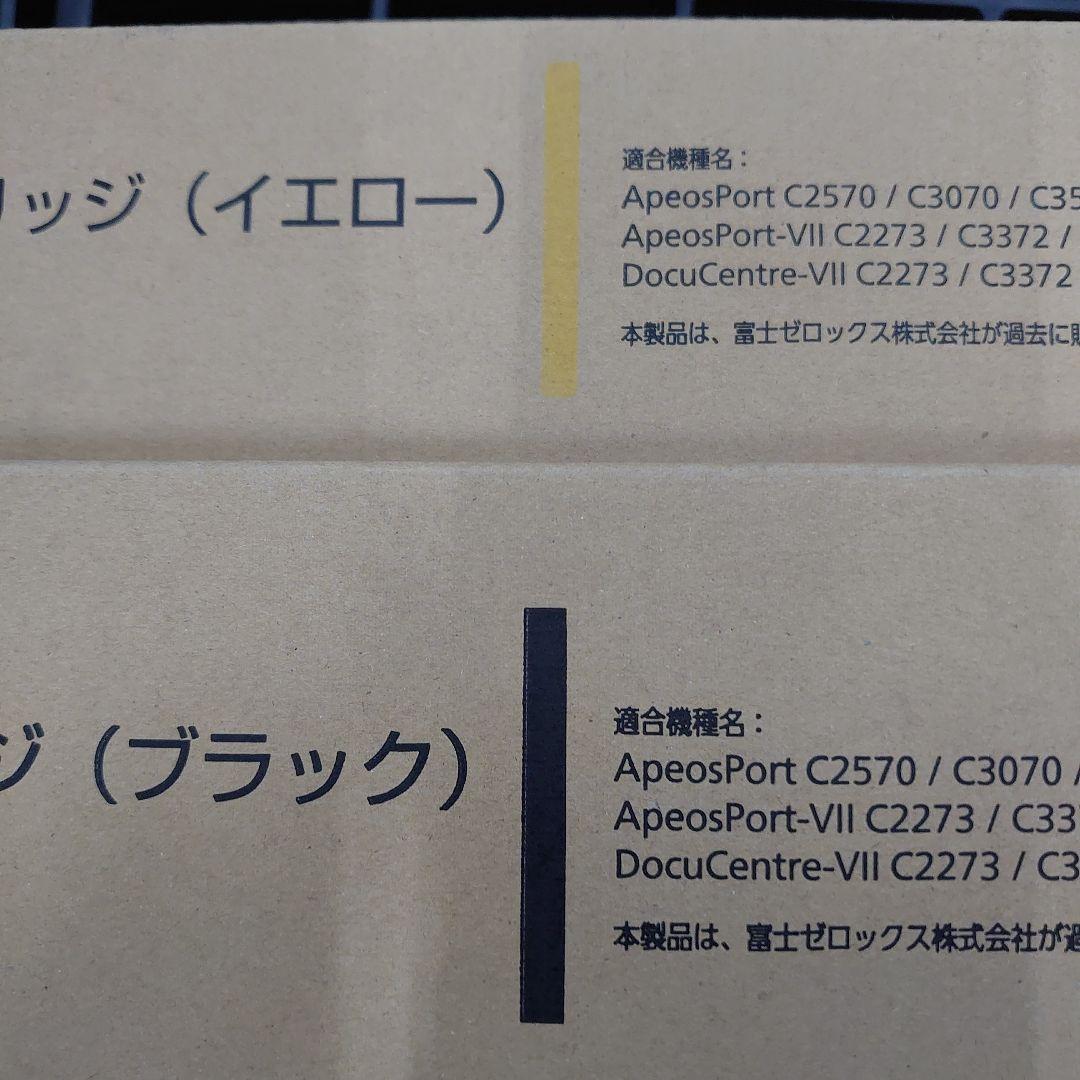 リッジ（イエロー）
適合機種名：
ApeosPort C2570 / C3070 / C35
ApeosPort-VII C2273 / C3372 /
DocuCentre-VII C2273 / C3372
本製品は、富士ゼロックス株式会社が過去に販
ジ（ブラック）
適合機種名：
ApeosPort C2570 / C3070 /
ApeosPort-VII C2273 / C33
DocuCentre-VII C2273 / C3
本製品は、富士ゼロックス株式会社が過